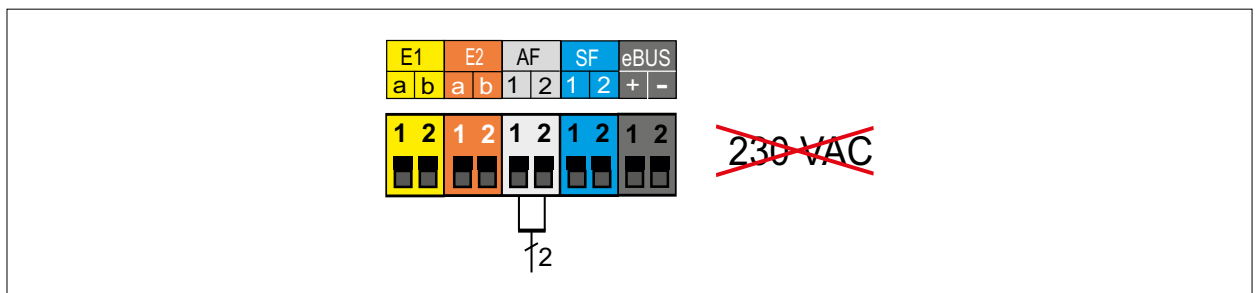 E1 E2 AF SF eBUS
a b a b 1 2 1 2 + -
1 2 1 2 1 2 1 2 1 2
230 VAC
2